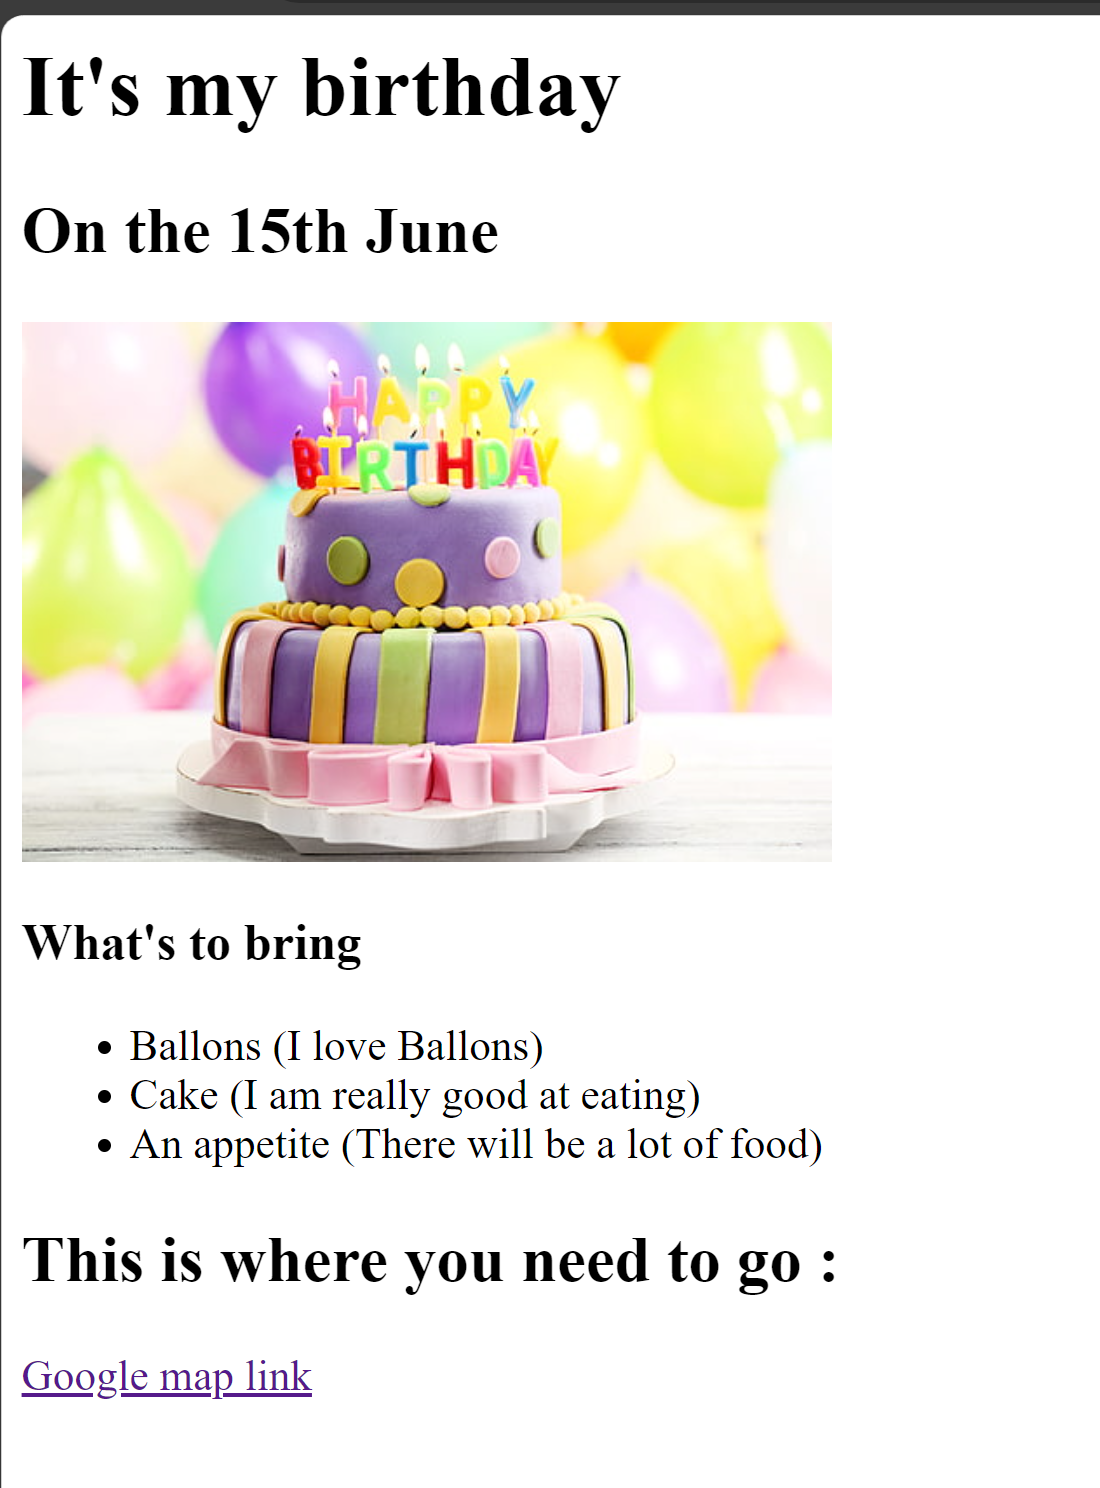 It's my birthday
On the 15th June
HAPPY
BIRTHDAY
What's to bring
Ballons (I love Ballons)
Cake (I am really good at eating)
An appetite (There will be a lot of food)
This is where you need to go :
Google map link